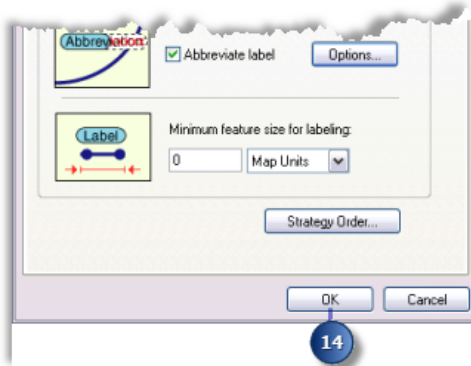 Abbreviation
Abbreviate label
Options...
Label
Minimum feature size for labeling:
0
Map Units
Strategy Order...
OK
Cancel
14